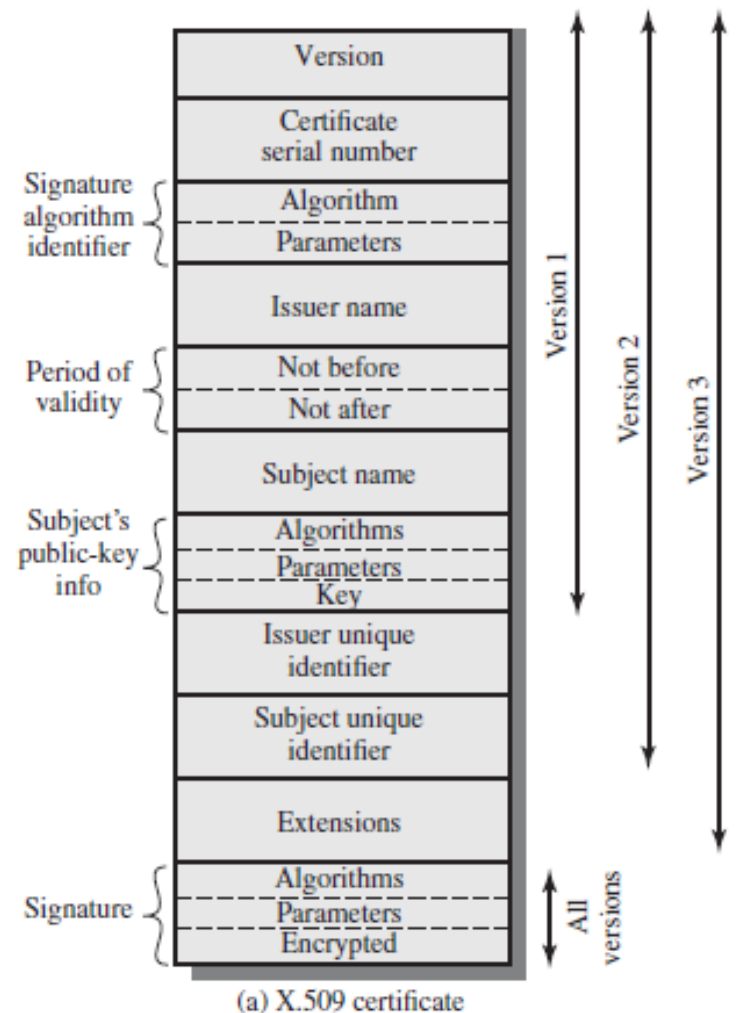 Version
Certificate
serial number
Signature
algorithm
identifier
Algorithm
Parameters
Issuer name
Period of
validity
Not before
Not after
Subject name
Subject's
public-key
info
Algorithms
Parameters
Key
Issuer unique
identifier
Subject unique
identifier
Extensions
Signature
Algorithms
Parameters
Encrypted
Version 1
Version 2
Version 3
All
versions
(a) X.509 certificate